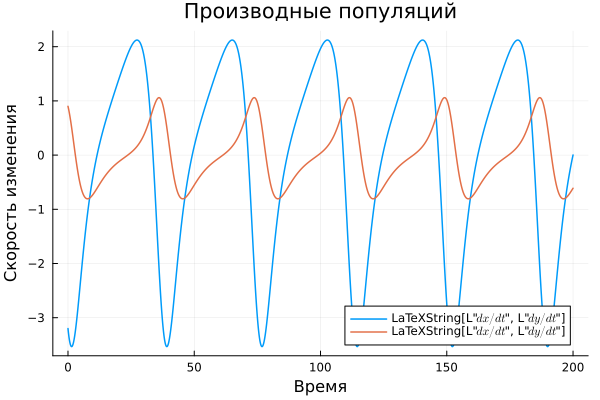 Производные популяций
Скорость изменения
2
1
0
−1
−2
−3
LaTeXString[L"dx/dt", L"dy/dt"]
LaTeXString[L"dx/dt", L"dy/dt"]
0 50 100 150 200
Время